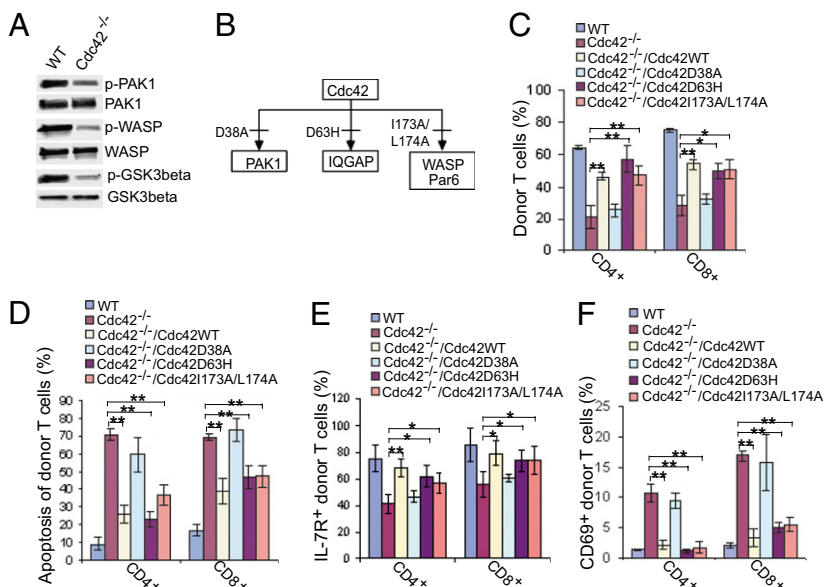 A
WT
Cdc42-/-
p-PAK1
PAK1
p-WASP
WASP
p-GSK3beta
GSK3beta
B
Cdc42
D38A
D63H
I173A/
L174A
PAK1
IQGAP
WASP
Par6
C
WT
Cdc42-/-
Cdc42-/-/Cdc42WT
Cdc42-/-/Cdc42D38A
Cdc42-/-/Cdc42D63H
Cdc42-/-/Cdc42I173A/L174A
Donor T cells (%)
100
80
60
40
20
0
**
**
**
*
*
**
CD4+
CD8+
D
WT
Cdc42-/-
Cdc42-/-/Cdc42WT
Cdc42-/-/Cdc42D38A
Cdc42-/-/Cdc42D63H
Cdc42-/-/Cdc42I173A/L174A
Apoptosis of donor T cells (%)
90
80
70
60
50
40
30
20
10
0
**
**
**
**
**
**
CD4+
CD8+
E
WT
Cdc42-/-
Cdc42-/-/Cdc42WT
Cdc42-/-/Cdc42D38A
Cdc42-/-/Cdc42D63H
Cdc42-/-/Cdc42I173A/L174A
IL-7R+ donor T cells (%)
120
100
80
60
40
20
0
*
*
**
*
*
*
CD4+
CD8+
F
WT
Cdc42-/-
Cdc42-/-/Cdc42WT
Cdc42-/-/Cdc42D38A
Cdc42-/-/Cdc42D63H
Cdc42-/-/Cdc42I173A/L174A
CD69+ donor T cells (%)
25
20
15
10
5
0
**
**
**
**
**
**
CD4+
CD8+